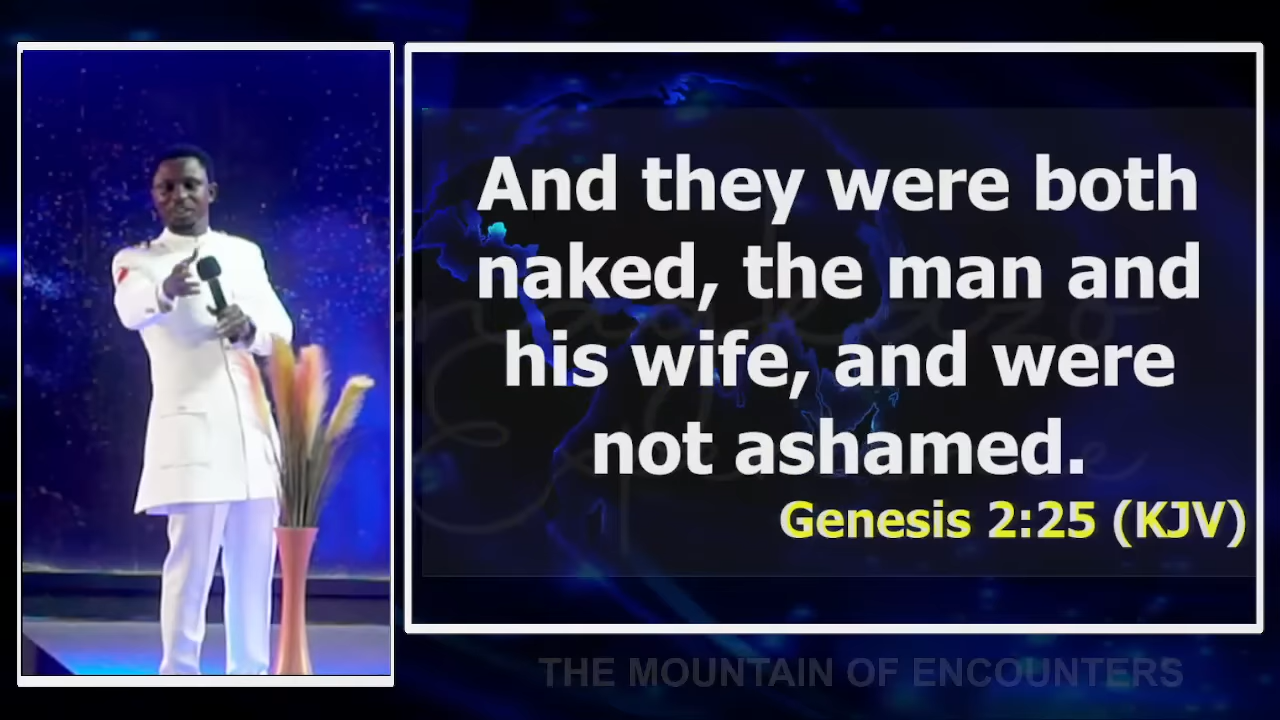 And they were both
naked, the man and
his wife, and were
not ashamed.
Genesis 2:25 (KJV)
THE MOUNTAIN OF ENCOUNTERS